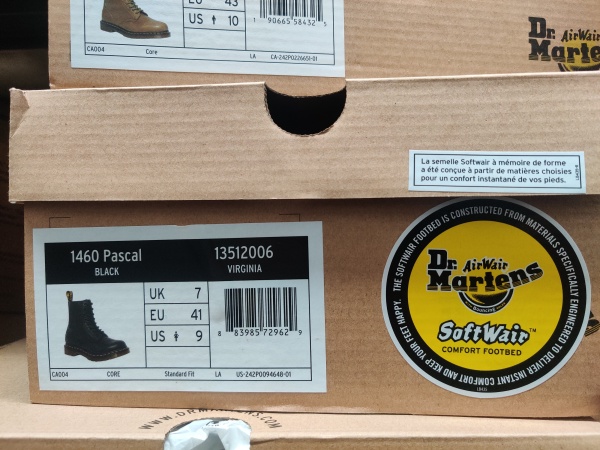 EU 43
US 10
1 90665 58432 5
CA004 Core LA CA-242P0226651-01
Dr. AirWair
Martens
La semelle Softwair à mémoire de forme
a été conçue à partir de matières choisies
pour un confort instantané de vos pieds.
1460 Pascal 13512006
BLACK VIRGINIA
UK 7
EU 41
US 9
8 83985 72962 9
CA004 CORE Standard Fit LA US-242P0094648-01
THE SOFTWAIR FOOTBED IS CONSTRUCTED FROM MATERIALS SPECIFICALLY ENGINEERED TO DELIVER INSTANT COMFORT AND KEEP YOUR FEET HAPPY.
Dr. AirWair
Martens
BOUNCING
SoftWair™
COMFORT FOOTBED